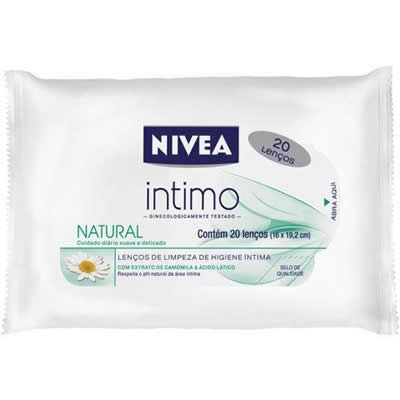 NIVEA
20
Lenços
intimo
GINECOLOGICAMENTE TESTADO
NATURAL
Cuidado diário suave e delicado
Contém 20 lenços (16 x 19,2 cm)
ABRA AQUI
LENÇOS DE LIMPEZA DE HIGIENE ÍNTIMA
COM EXTRATO DE CAMOMILA & ÁCIDO LÁTICO
Respeita o pH natural da área íntima
SELO DE
QUALIDADE